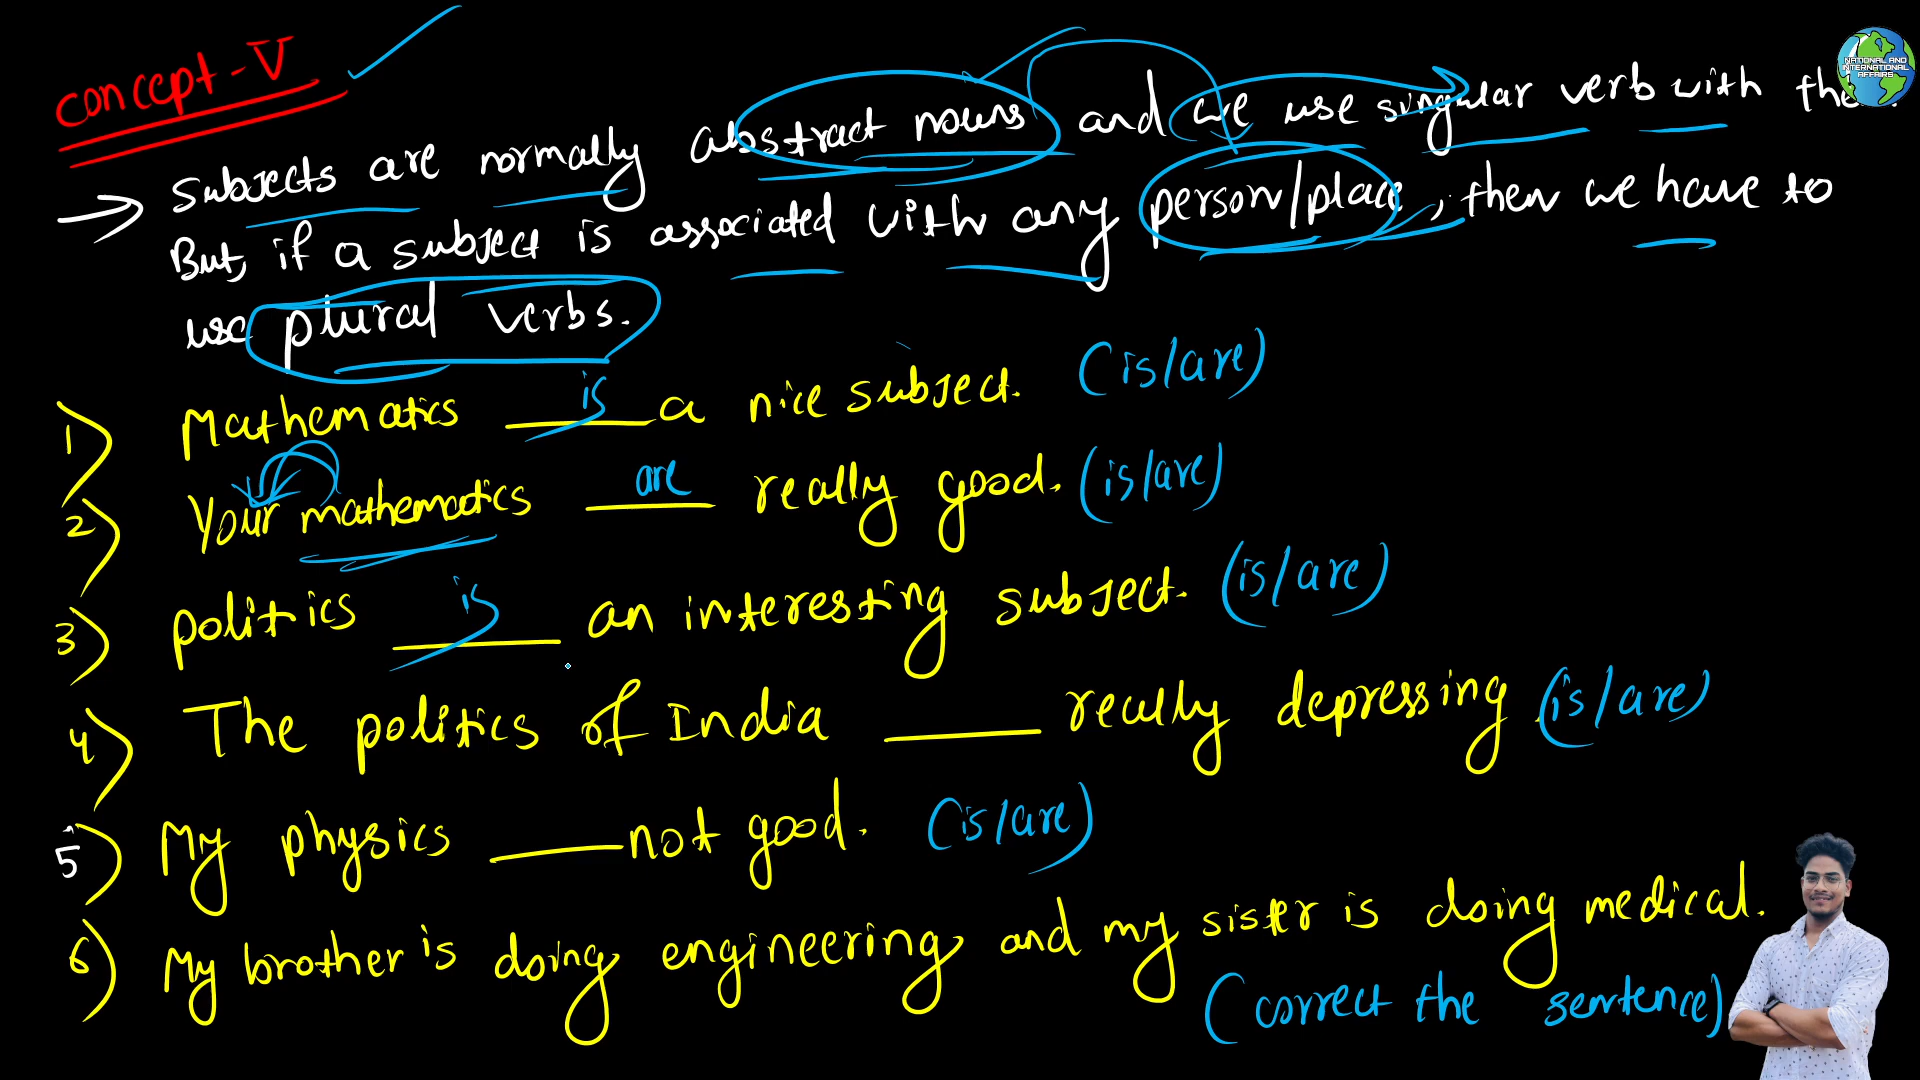 concept-V
Subjects are normally abstract nouns and we use singular verb with
But, if a subject is associated with any person/place, then we have to
use plural verbs.
1) Mathematics is a nice subject. (is/are)
2) Your mathematics are really good. (is/are)
3) politics is an interesting subject. (is/are)
4) The politics of India ____ really depressing (is/are)
5) My physics ____ not good. (is/are)
6) My brother is doing engineering and my sister is doing medical.
(correct the sentence)
NATIONAL AND
INTERNATIONAL
AFFAIRS